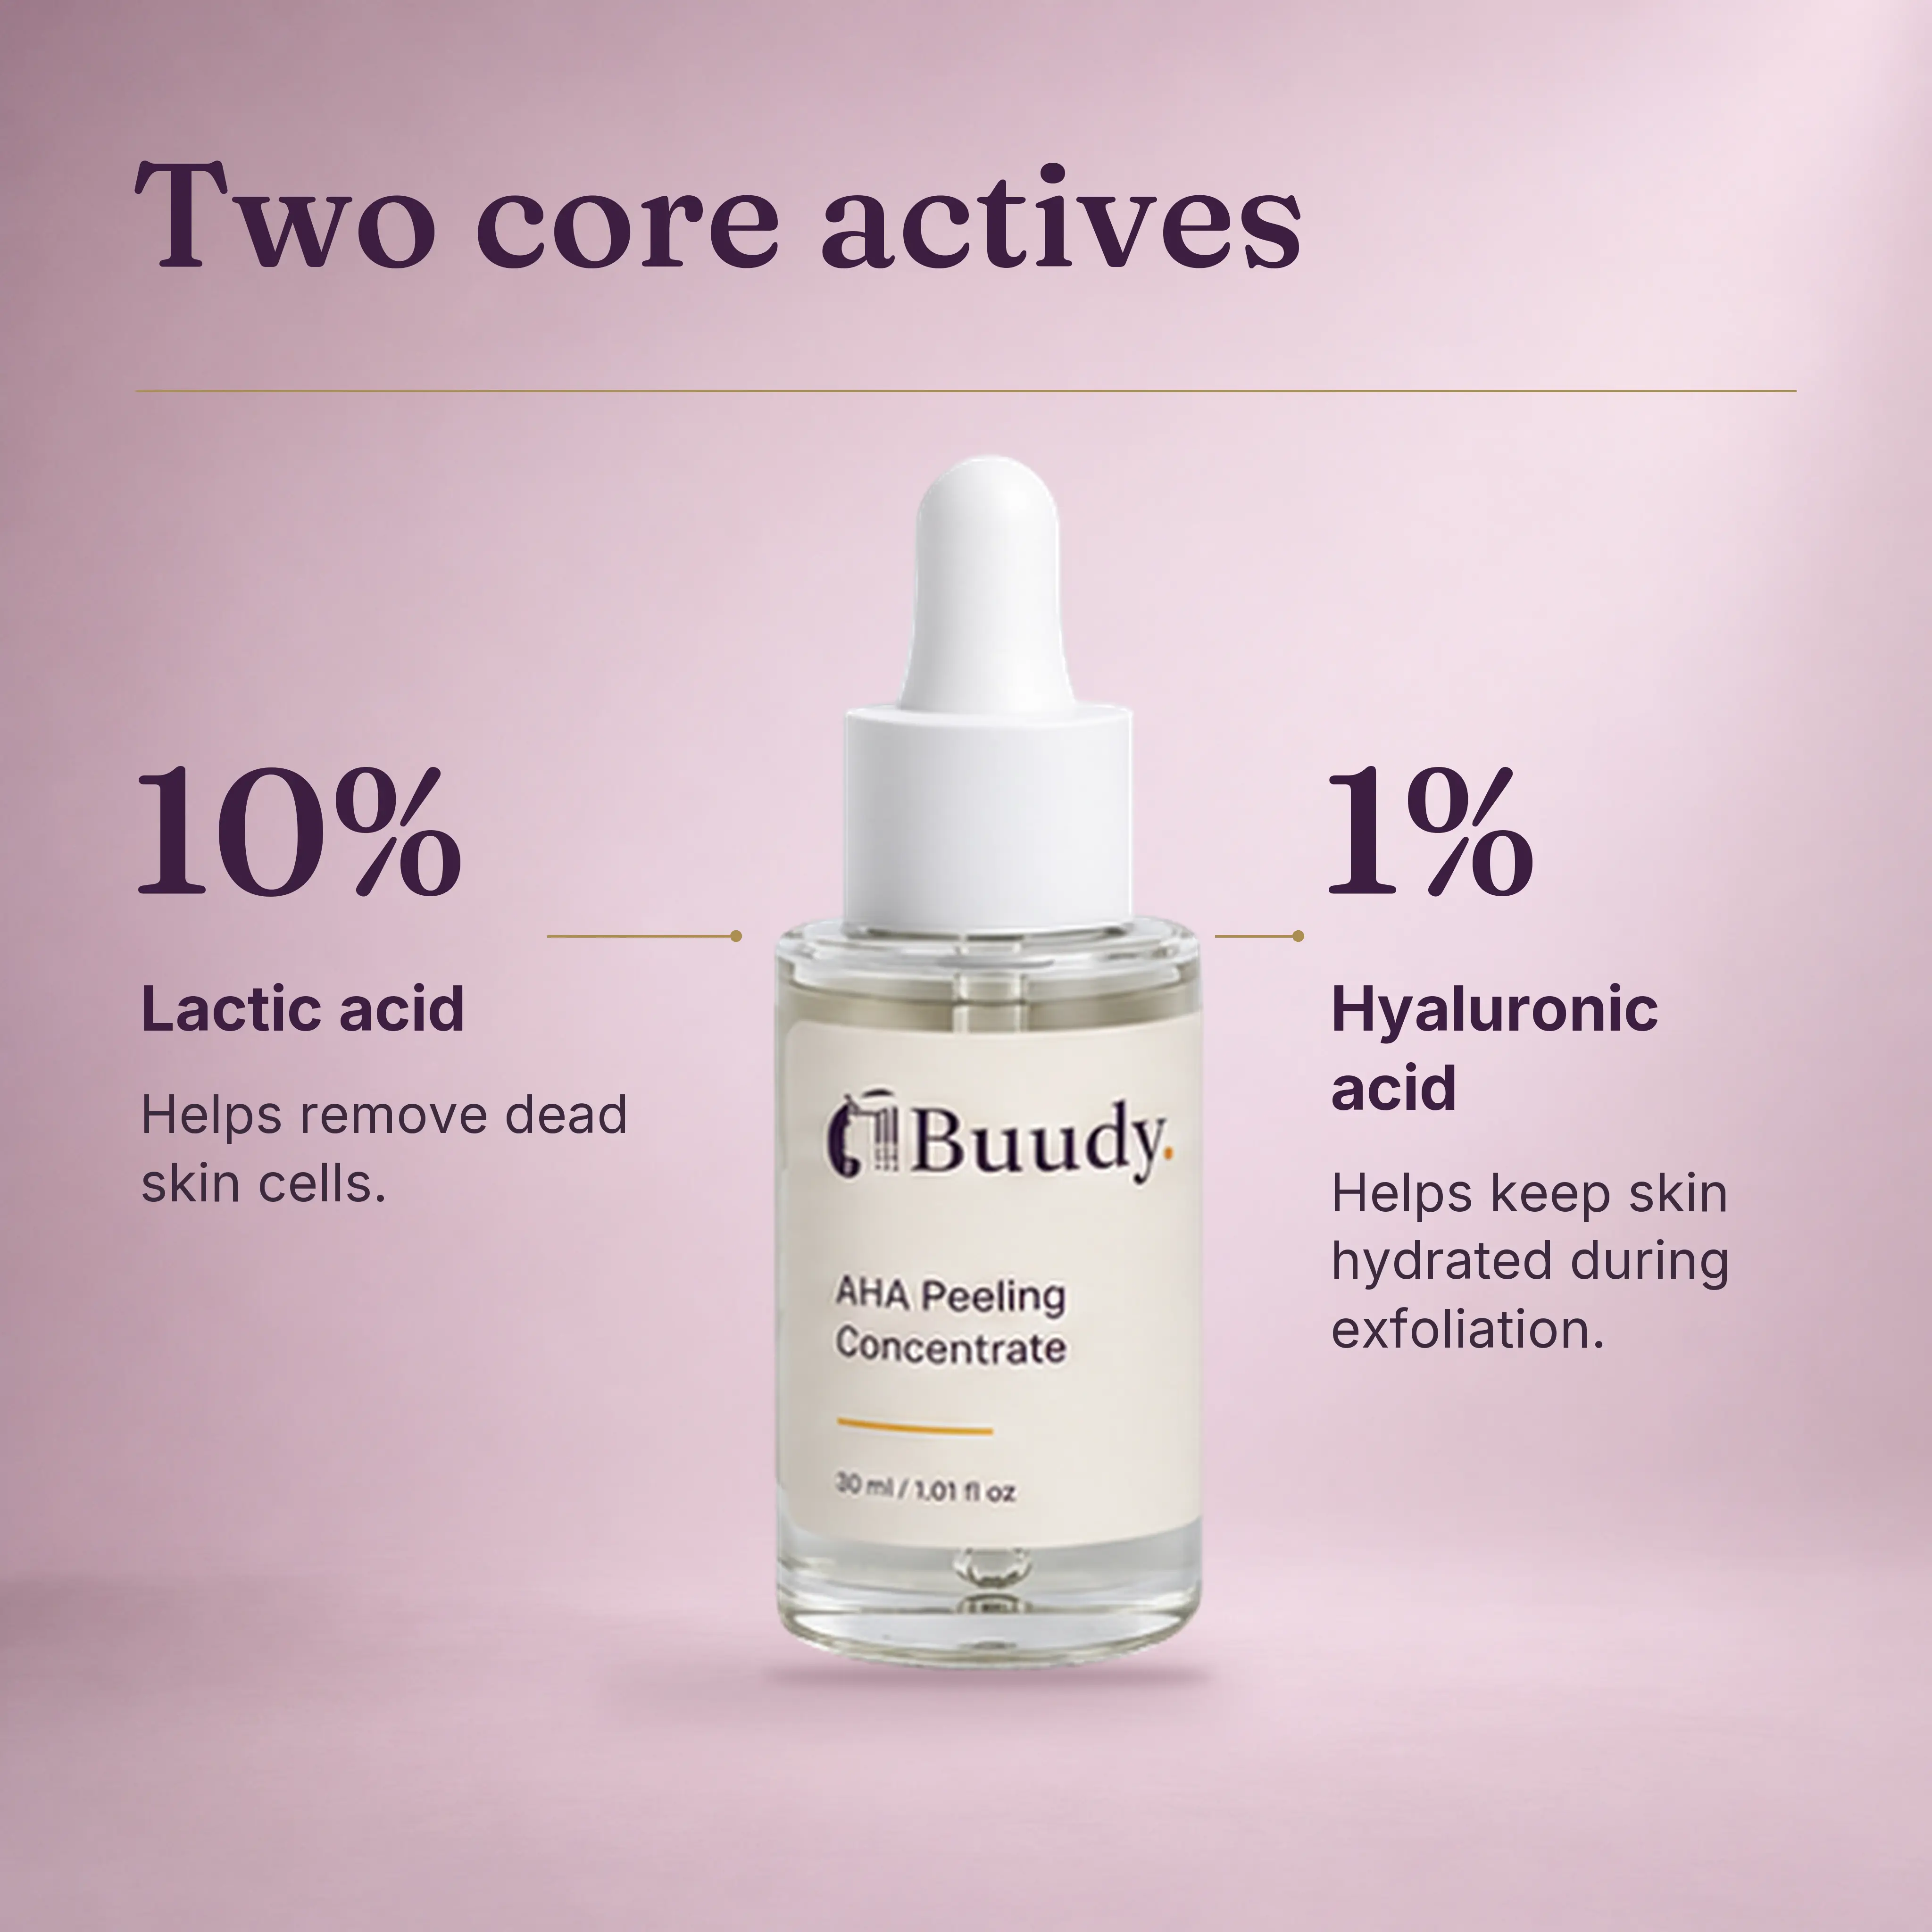 Two core actives
10%
Lactic acid
Helps remove dead
skin cells.
1%
Hyaluronic
acid
Helps keep skin
hydrated during
exfoliation.
Buudy.
AHA Peeling
Concentrate
30 ml / 1.01 fl oz